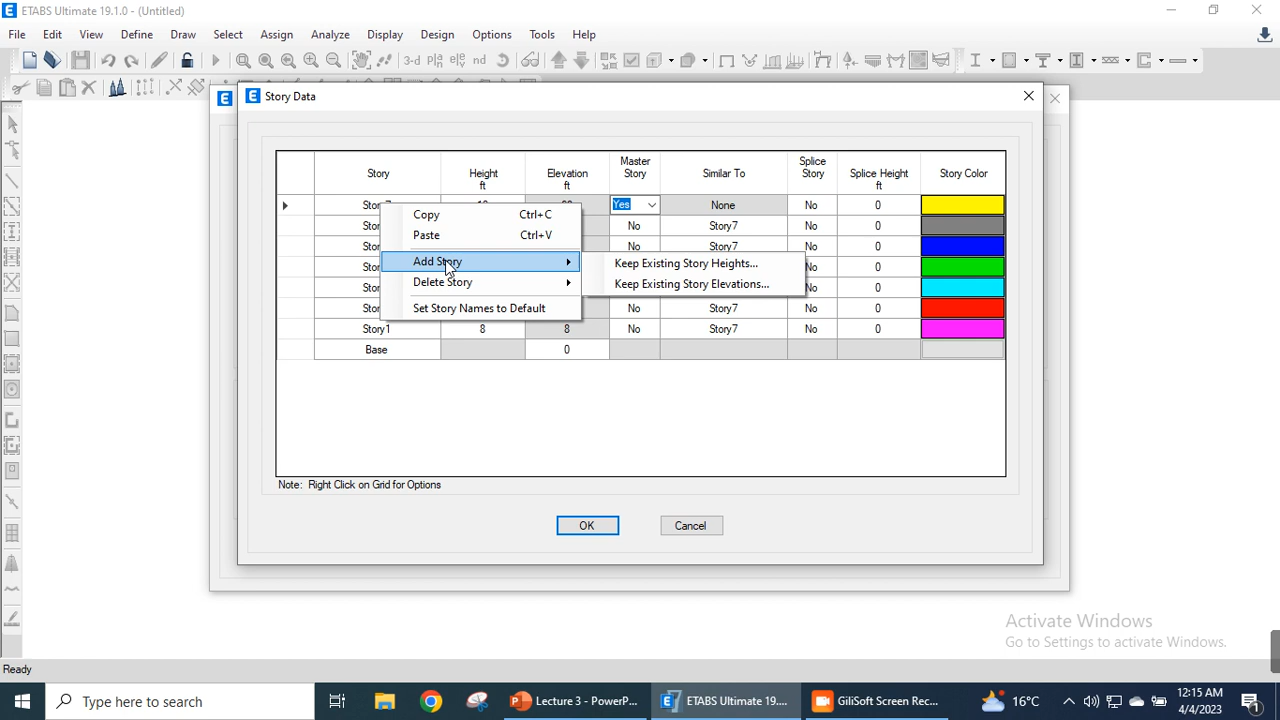 ETABS Ultimate 19.1.0 - (Untitled)
File Edit View Define Draw Select Assign Analyze Display Design Options Tools Help
3-d nd
Story Data
Story Height ft Elevation ft Master Story Similar To Splice Story Splice Height ft Story Color
Yes None No 0
No Story7 No 0
No Story7 No 0
0
0
No Story7 No 0
Story1 8 8 No Story7 No 0
Base 0
Copy Ctrl+C
Paste Ctrl+V
Add Story
Delete Story
Set Story Names to Default
Keep Existing Story Heights...
Keep Existing Story Elevations...
Note: Right Click on Grid for Options
OK Cancel
Activate Windows
Go to Settings to activate Windows.
Ready
Type here to search
Lecture 3 - PowerP...
ETABS Ultimate 19....
GiliSoft Screen Rec...
16°C
12:15 AM
4/4/2023
1